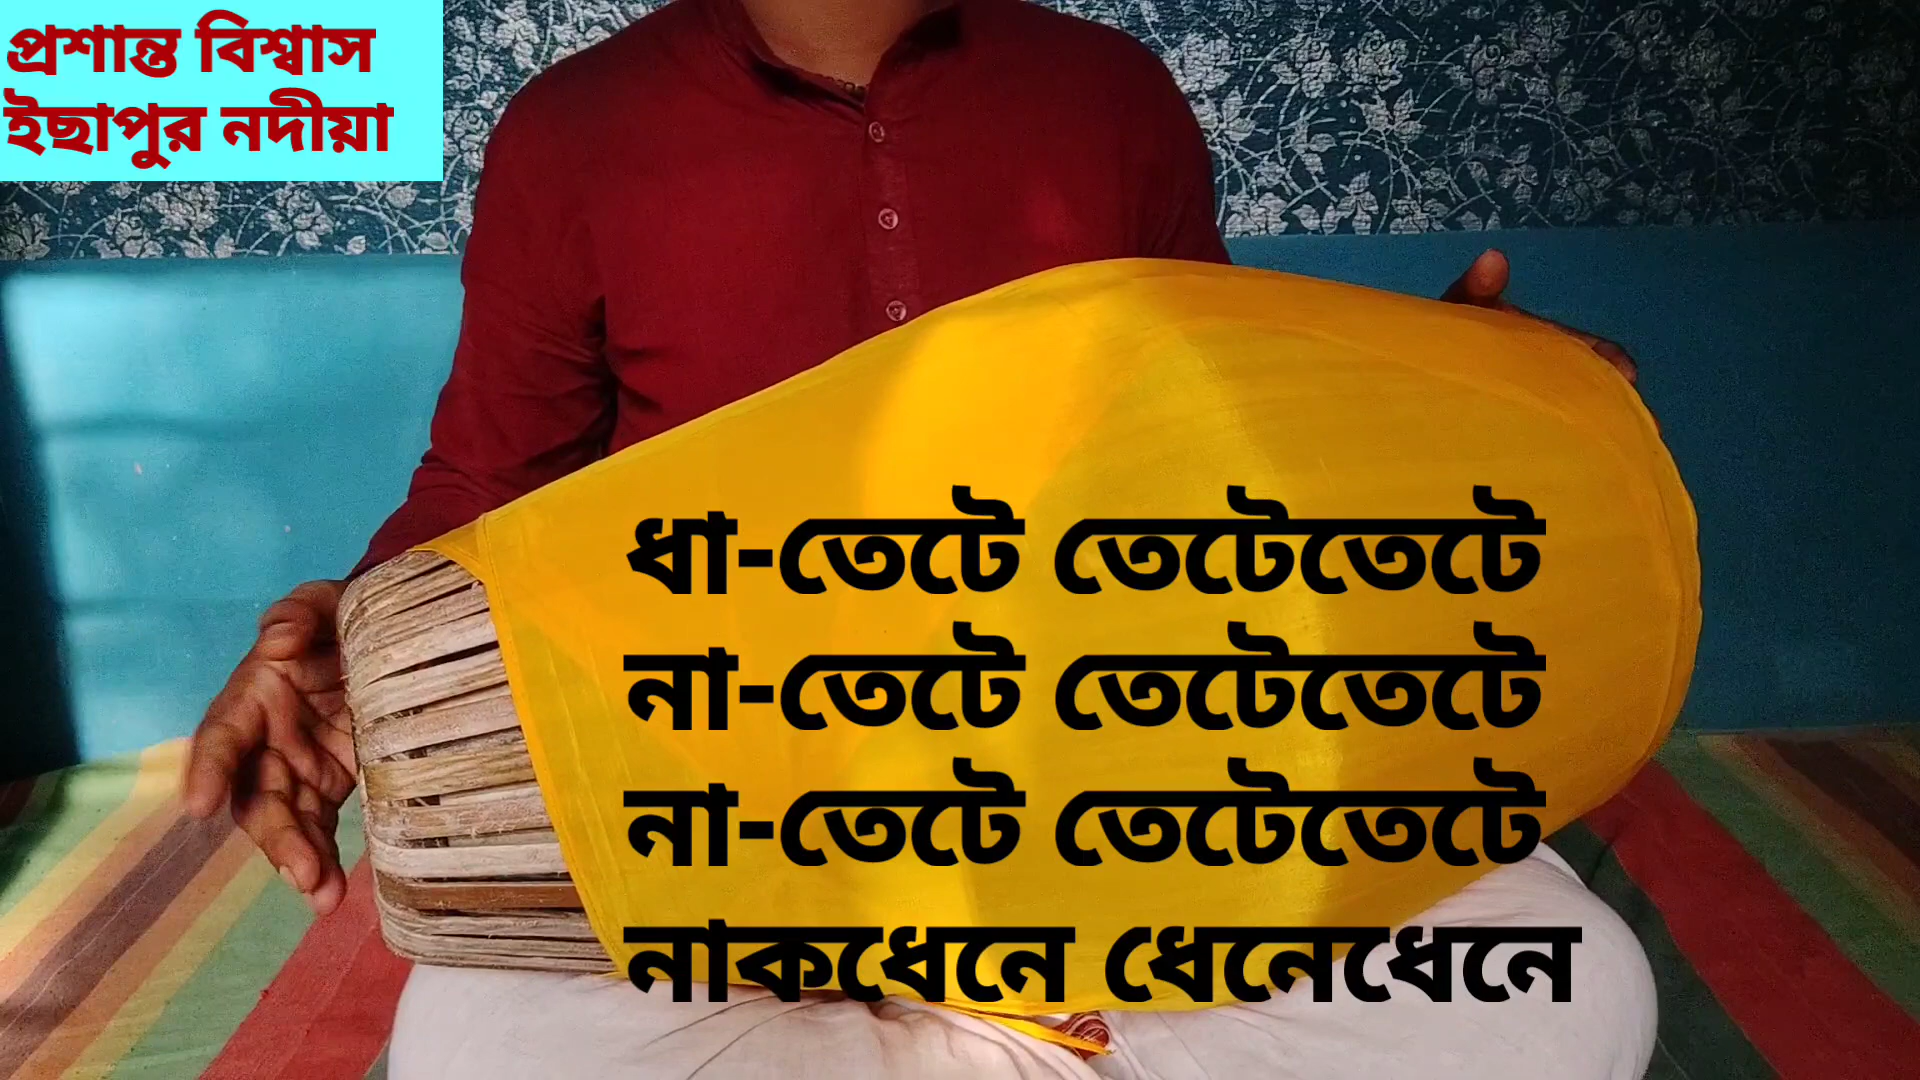 প্রশান্ত বিশ্বাস
ইছাপুর নদীয়া
ধা-তেটে তেটেতেটে
না-তেটে তেটেতেটে
না-তেটে তেটেতেটে
নাকধেনে ধেনেধেনে